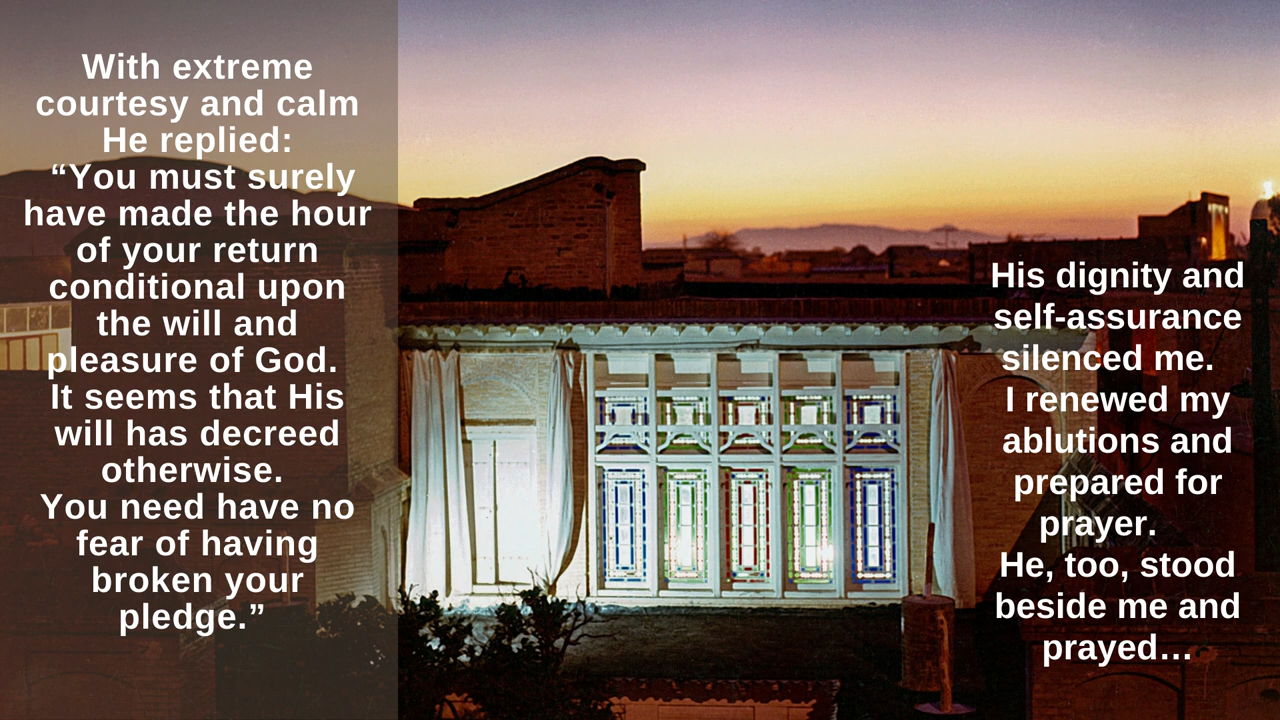 With extreme
courtesy and calm
He replied:
“You must surely
have made the hour
of your return
conditional upon
the will and
pleasure of God.
It seems that His
will has decreed
otherwise.
You need have no
fear of having
broken your
pledge.”
His dignity and
self-assurance
silenced me.
I renewed my
ablutions and
prepared for
prayer.
He, too, stood
beside me and
prayed…